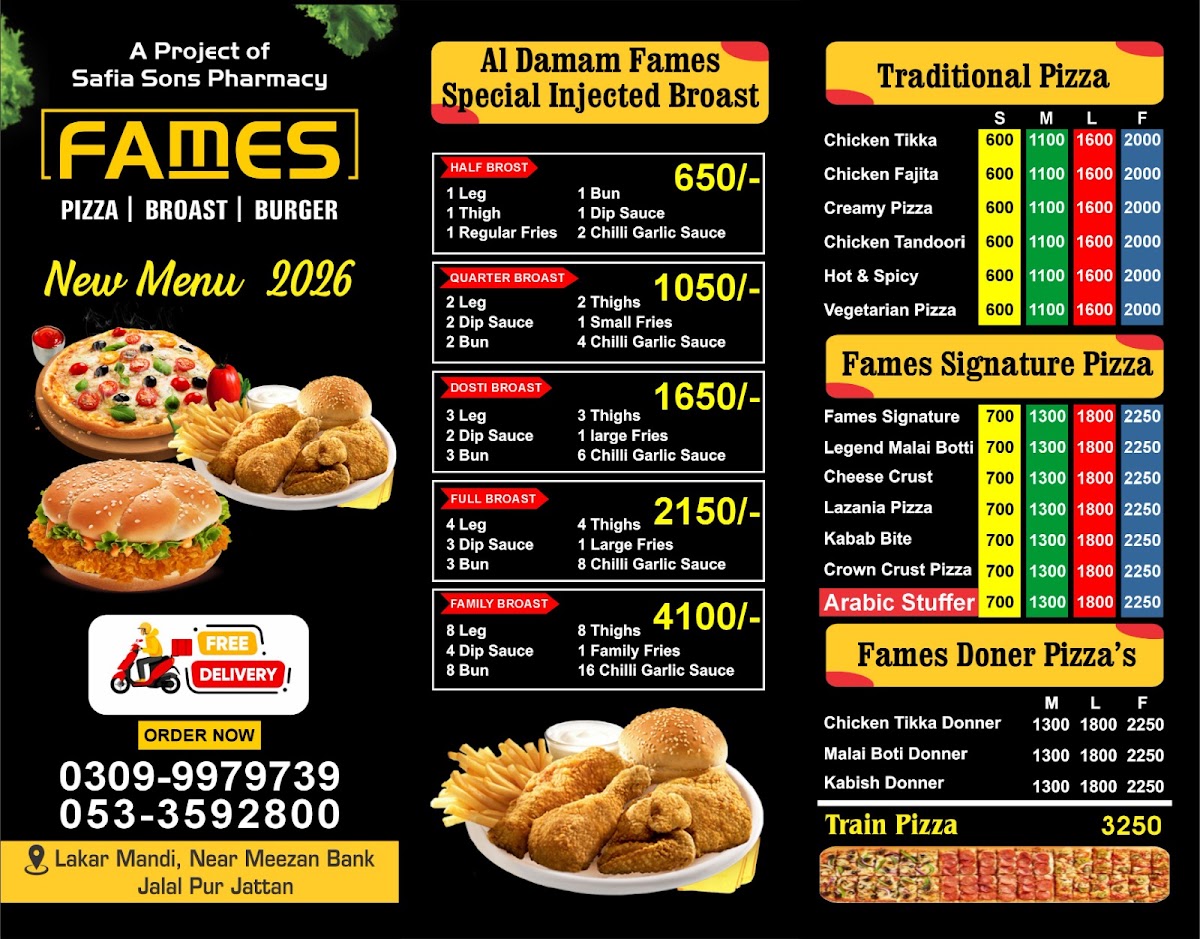 A Project of
Safia Sons Pharmacy
FAMES
PIZZA | BROAST | BURGER
New Menu 2026
FREE
DELIVERY
ORDER NOW
0309-9979739
053-3592800
Lakar Mandi, Near Meezan Bank
Jalal Pur Jattan
Al Damam Fames
Special Injected Broast
HALF BROST 650/-
1 Leg 1 Bun
1 Thigh 1 Dip Sauce
1 Regular Fries 2 Chilli Garlic Sauce
QUARTER BROAST 1050/-
2 Leg 2 Thighs
2 Dip Sauce 1 Small Fries
2 Bun 4 Chilli Garlic Sauce
DOSTI BROAST 1650/-
3 Leg 3 Thighs
2 Dip Sauce 1 large Fries
3 Bun 6 Chilli Garlic Sauce
FULL BROAST 2150/-
4 Leg 4 Thighs
3 Dip Sauce 1 Large Fries
3 Bun 8 Chilli Garlic Sauce
FAMILY BROAST 4100/-
8 Leg 8 Thighs
4 Dip Sauce 1 Family Fries
8 Bun 16 Chilli Garlic Sauce
Traditional Pizza
S M L F
Chicken Tikka 600 1100 1600 2000
Chicken Fajita 600 1100 1600 2000
Creamy Pizza 600 1100 1600 2000
Chicken Tandoori 600 1100 1600 2000
Hot & Spicy 600 1100 1600 2000
Vegetarian Pizza 600 1100 1600 2000
Fames Signature Pizza
Fames Signature 700 1300 1800 2250
Legend Malai Botti 700 1300 1800 2250
Cheese Crust 700 1300 1800 2250
Lazania Pizza 700 1300 1800 2250
Kabab Bite 700 1300 1800 2250
Crown Crust Pizza 700 1300 1800 2250
Arabic Stuffer 700 1300 1800 2250
Fames Doner Pizza's
M L F
Chicken Tikka Donner 1300 1800 2250
Malai Boti Donner 1300 1800 2250
Kabish Donner 1300 1800 2250
Train Pizza 3250